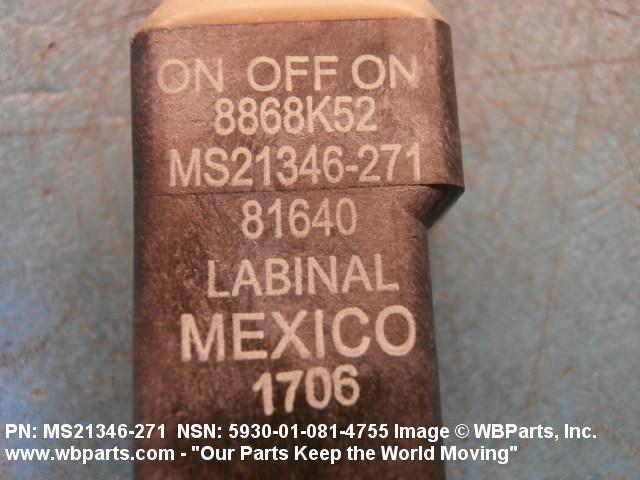 ON OFF ON
8868K52
MS21346-271
81640
LABINAL
MEXICO
1706
PN: MS21346-271 NSN: 5930-01-081-4755 Image © WBParts, Inc.
www.wbparts.com - "Our Parts Keep the World Moving"